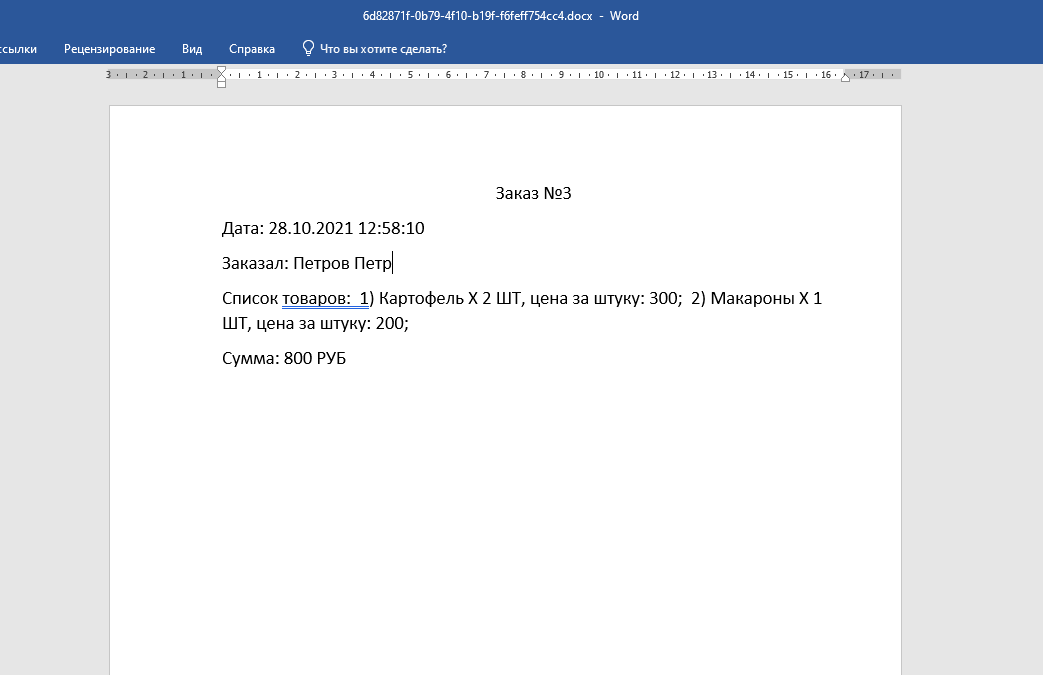 6d82871f-0b79-4f10-b19f-f6feff754cc4.docx - Word
ссылки Рецензирование Вид Справка Что вы хотите сделать?
3 2 1 1 2 3 4 5 6 7 8 9 10 11 12 13 14 15 16 17
Заказ №3
Дата: 28.10.2021 12:58:10
Заказал: Петров Петр
Список товаров:  1) Картофель X 2 ШТ, цена за штуку: 300;  2) Макароны X 1
ШТ, цена за штуку: 200;
Сумма: 800 РУБ